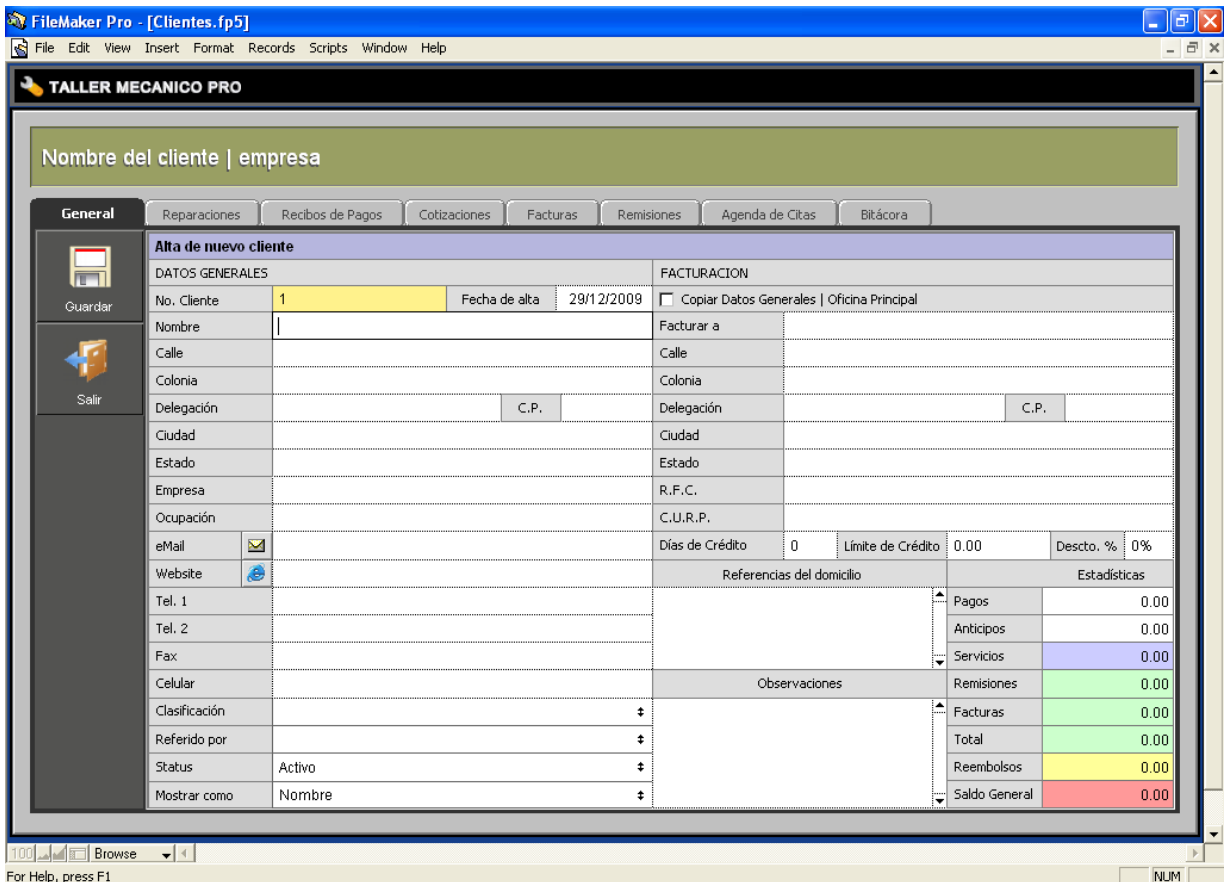 FileMaker Pro - [Clientes.fp5]
File Edit View Insert Format Records Scripts Window Help
TALLER MECANICO PRO
Nombre del cliente | empresa
General Reparaciones Recibos de Pagos Cotizaciones Facturas Remisiones Agenda de Citas Bitácora
Guardar
Salir
Alta de nuevo cliente
DATOS GENERALES FACTURACION
No. Cliente 1 Fecha de alta 29/12/2009 Copiar Datos Generales | Oficina Principal
Nombre Facturar a
Calle Calle
Colonia Colonia
Delegación C.P. Delegación C.P.
Ciudad Ciudad
Estado Estado
Empresa R.F.C.
Ocupación C.U.R.P.
eMail Días de Crédito 0 Límite de Crédito 0.00 Descto. % 0%
Website Referencias del domicilio Estadísticas
Tel. 1 Pagos 0.00
Tel. 2 Anticipos 0.00
Fax Servicios 0.00
Celular Observaciones Remisiones 0.00
Clasificación Facturas 0.00
Referido por Total 0.00
Status Activo Reembolsos 0.00
Mostrar como Nombre Saldo General 0.00
100 Browse
For Help, press F1 NUM